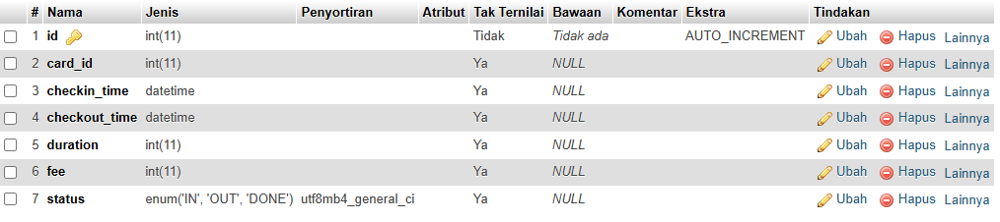 # Nama Jenis Penyortiran Atribut Tak Ternilai Bawaan Komentar Ekstra Tindakan
1 id int(11) Tidak Tidak ada AUTO_INCREMENT Ubah Hapus Lainnya
2 card_id int(11) Ya NULL Ubah Hapus Lainnya
3 checkin_time datetime Ya NULL Ubah Hapus Lainnya
4 checkout_time datetime Ya NULL Ubah Hapus Lainnya
5 duration int(11) Ya NULL Ubah Hapus Lainnya
6 fee int(11) Ya NULL Ubah Hapus Lainnya
7 status enum('IN', 'OUT', 'DONE') utf8mb4_general_ci Ya NULL Ubah Hapus Lainnya